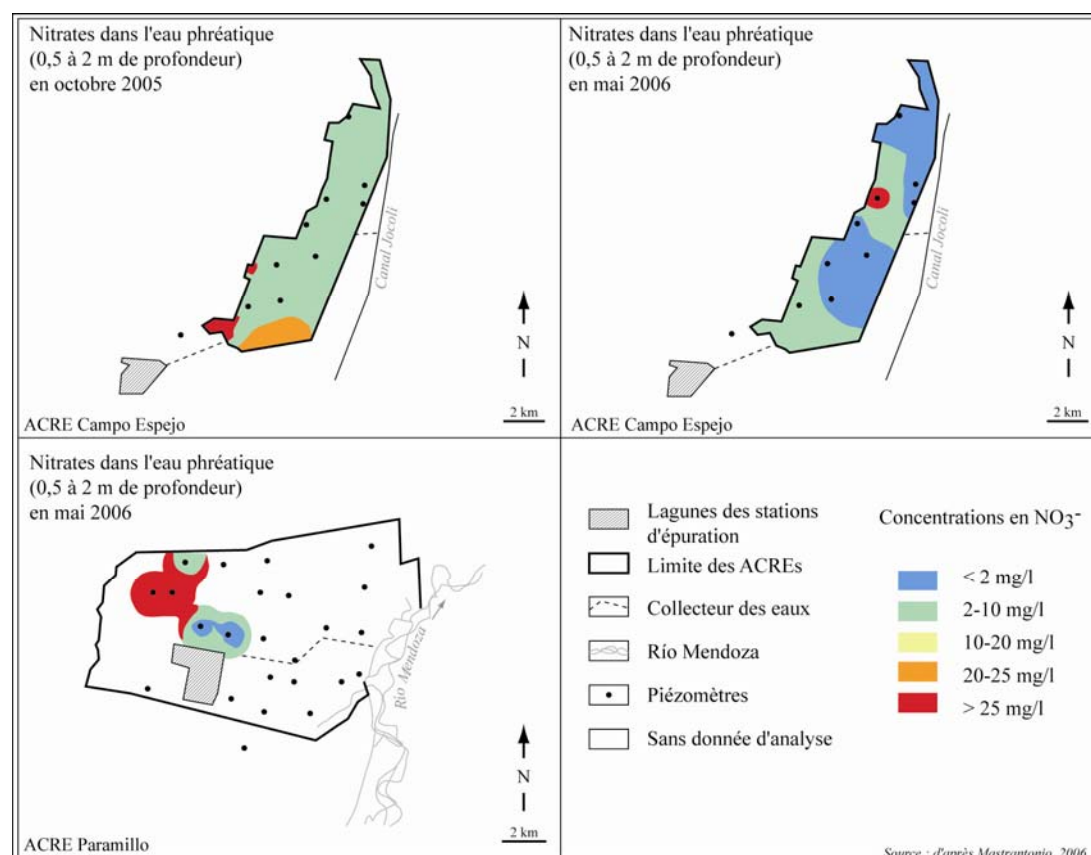 Nitrates dans l'eau phréatique
(0,5 à 2 m de profondeur)
en octobre 2005
Canal Jocoli
N
2 km
ACRE Campo Espejo
Nitrates dans l'eau phréatique
(0,5 à 2 m de profondeur)
en mai 2006
Canal Jocoli
N
2 km
ACRE Campo Espejo
Nitrates dans l'eau phréatique
(0,5 à 2 m de profondeur)
en mai 2006
Río Mendoza
N
2 km
ACRE Paramillo
Lagunes des stations
d'épuration
Limite des ACREs
Collecteur des eaux
Río Mendoza
Piézomètres
Sans donnée d'analyse
Concentrations en NO3-
< 2 mg/l
2-10 mg/l
10-20 mg/l
20-25 mg/l
> 25 mg/l
Source : d'après Mastrantonio, 2006